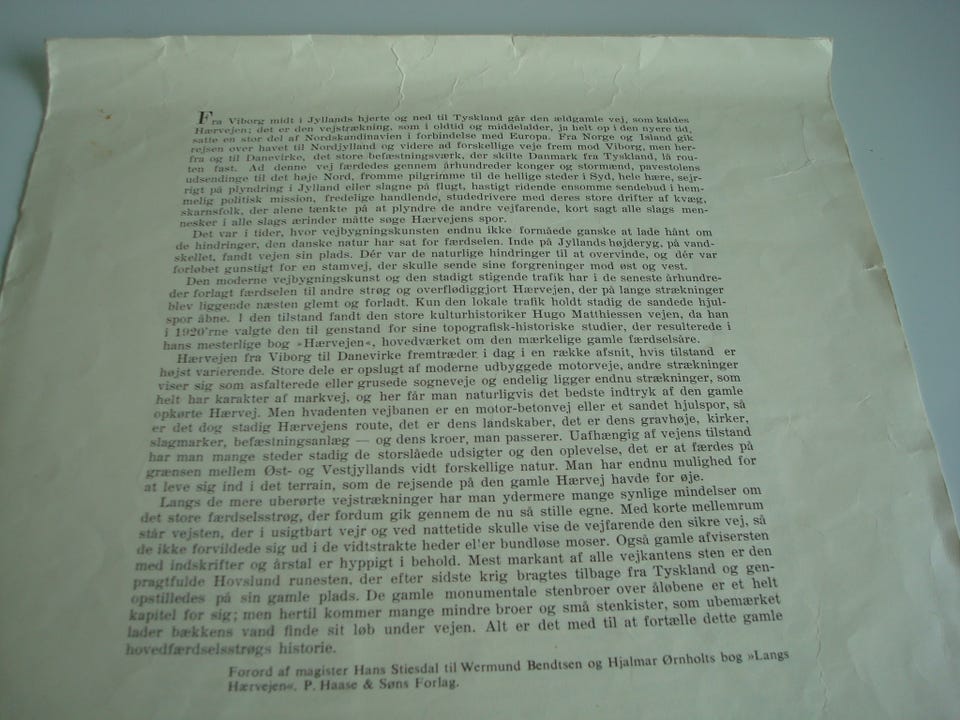 Fra Viborg midt i Jyllands hjerte og ned til Tyskland går den ældgamle vej, som kaldes
Hærvejen; det er den vejstrækning, som i oldtid og middelalder, ja helt op i den nyere tid,
satte en stor del af Nordskandinavien i forbindelse med Europa. Fra Norge og Island gik
rejsen over havet til Nordjylland og videre ad forskellige veje frem mod Viborg, men her-
fra og til Danevirke, det store befæstningsværk, der skilte Danmark fra Tyskland, lå rou-
ten fast. Ad denne vej færdedes gennem århundreder konger og stormænd, pavestolens
udsendinge til det høje Nord, fromme pilgrimme til de hellige steder i Syd, hele hære, sejr-
rigt på plyndring i Jylland eller slagne på flugt, hastigt ridende ensomme sendebud i hem-
melig politisk mission, fredelige handlende, studedrivere med deres store drifter af kvæg,
skarnsfolk, der alene tænkte på at plyndre de andre vejfarende, kort sagt alle slags men-
nesker i alle slags ærinder måtte søge Hærvejens spor.
Det var i tider, hvor vejbygningskunsten endnu ikke formåede ganske at lade hånt om
de hindringer, den danske natur har sat for færdselen. Inde på Jyllands højderyg, på vand-
skellet, fandt vejen sin plads. Dér var de naturlige hindringer til at overvinde, og dér var
forløbet gunstigt for en stamvej, der skulle sende sine forgreninger mod øst og vest.
Den moderne vejbygningskunst og den stadigt stigende trafik har i de seneste århundre-
der forlagt færdselen til andre strøg og overflødiggjort Hærvejen, der på lange strækninger
blev liggende næsten glemt og forladt. Kun den lokale trafik holdt stadig de sandede hjul-
spor åbne. I den tilstand fandt den store kulturhistoriker Hugo Matthiessen vejen, da han
i 1920'rne valgte den til genstand for sine topografisk-historiske studier, der resulterede i
hans mesterlige bog »Hærvejen«, hovedværket om den mærkelige gamle færdselsåre.
Hærvejen fra Viborg til Danevirke fremtræder i dag i en række afsnit, hvis tilstand er
højst varierende. Store dele er opslugt af moderne udbyggede motorveje, andre strækninger
viser sig som asfalterede eller grusede sogneveje og endelig ligger endnu strækninger, som
helt har karakter af markvej, og her får man naturligvis det bedste indtryk af den gamle
opkørte Hærvej. Men hvadenten vejbanen er en motor-betonvej eller et sandet hjulspor, så
er det dog stadig Hærvejens route, det er dens landskaber, det er dens gravhøje, kirker,
slagmarker, befæstningsanlæg — og dens kroer, man passerer. Uafhængig af vejens tilstand
har man mange steder stadig de storslåede udsigter og den oplevelse, det er at færdes på
grænsen mellem Øst- og Vestjyllands vidt forskellige natur. Man har endnu mulighed for
at leve sig ind i det terrain, som de rejsende på den gamle Hærvej havde for øje.
Langs de mere uberørte vejstrækninger har man ydermere mange synlige mindelser om
det store færdselsstrøg, der fordum gik gennem de nu så stille egne. Med korte mellemrum
står vejsten, der i usigtbart vejr og ved nattetide skulle vise de vejfarende den sikre vej, så
de ikke forvildede sig ud i de vidtstrakte heder el'er bundløse moser. Også gamle afvisersten
med indskrifter og årstal er hyppigt i behold. Mest markant af alle vejkantens sten er den
pragtfulde Hovslund runesten, der efter sidste krig bragtes tilbage fra Tyskland og gen-
opstilledes på sin gamle plads. De gamle monumentale stenbroer over åløbene er et helt
kapitel for sig; men hertil kommer mange mindre broer og små stenkister, som ubemærket
lader bækkens vand finde sit løb under vejen. Alt er det med til at fortælle dette gamle
hovedfærdselsstrøgs historie.
Forord af magister Hans Stiesdal til Wermund Bendtsen og Hjalmar Ørnholts bog »Langs
Hærvejen«. P. Haase & Søns Forlag.